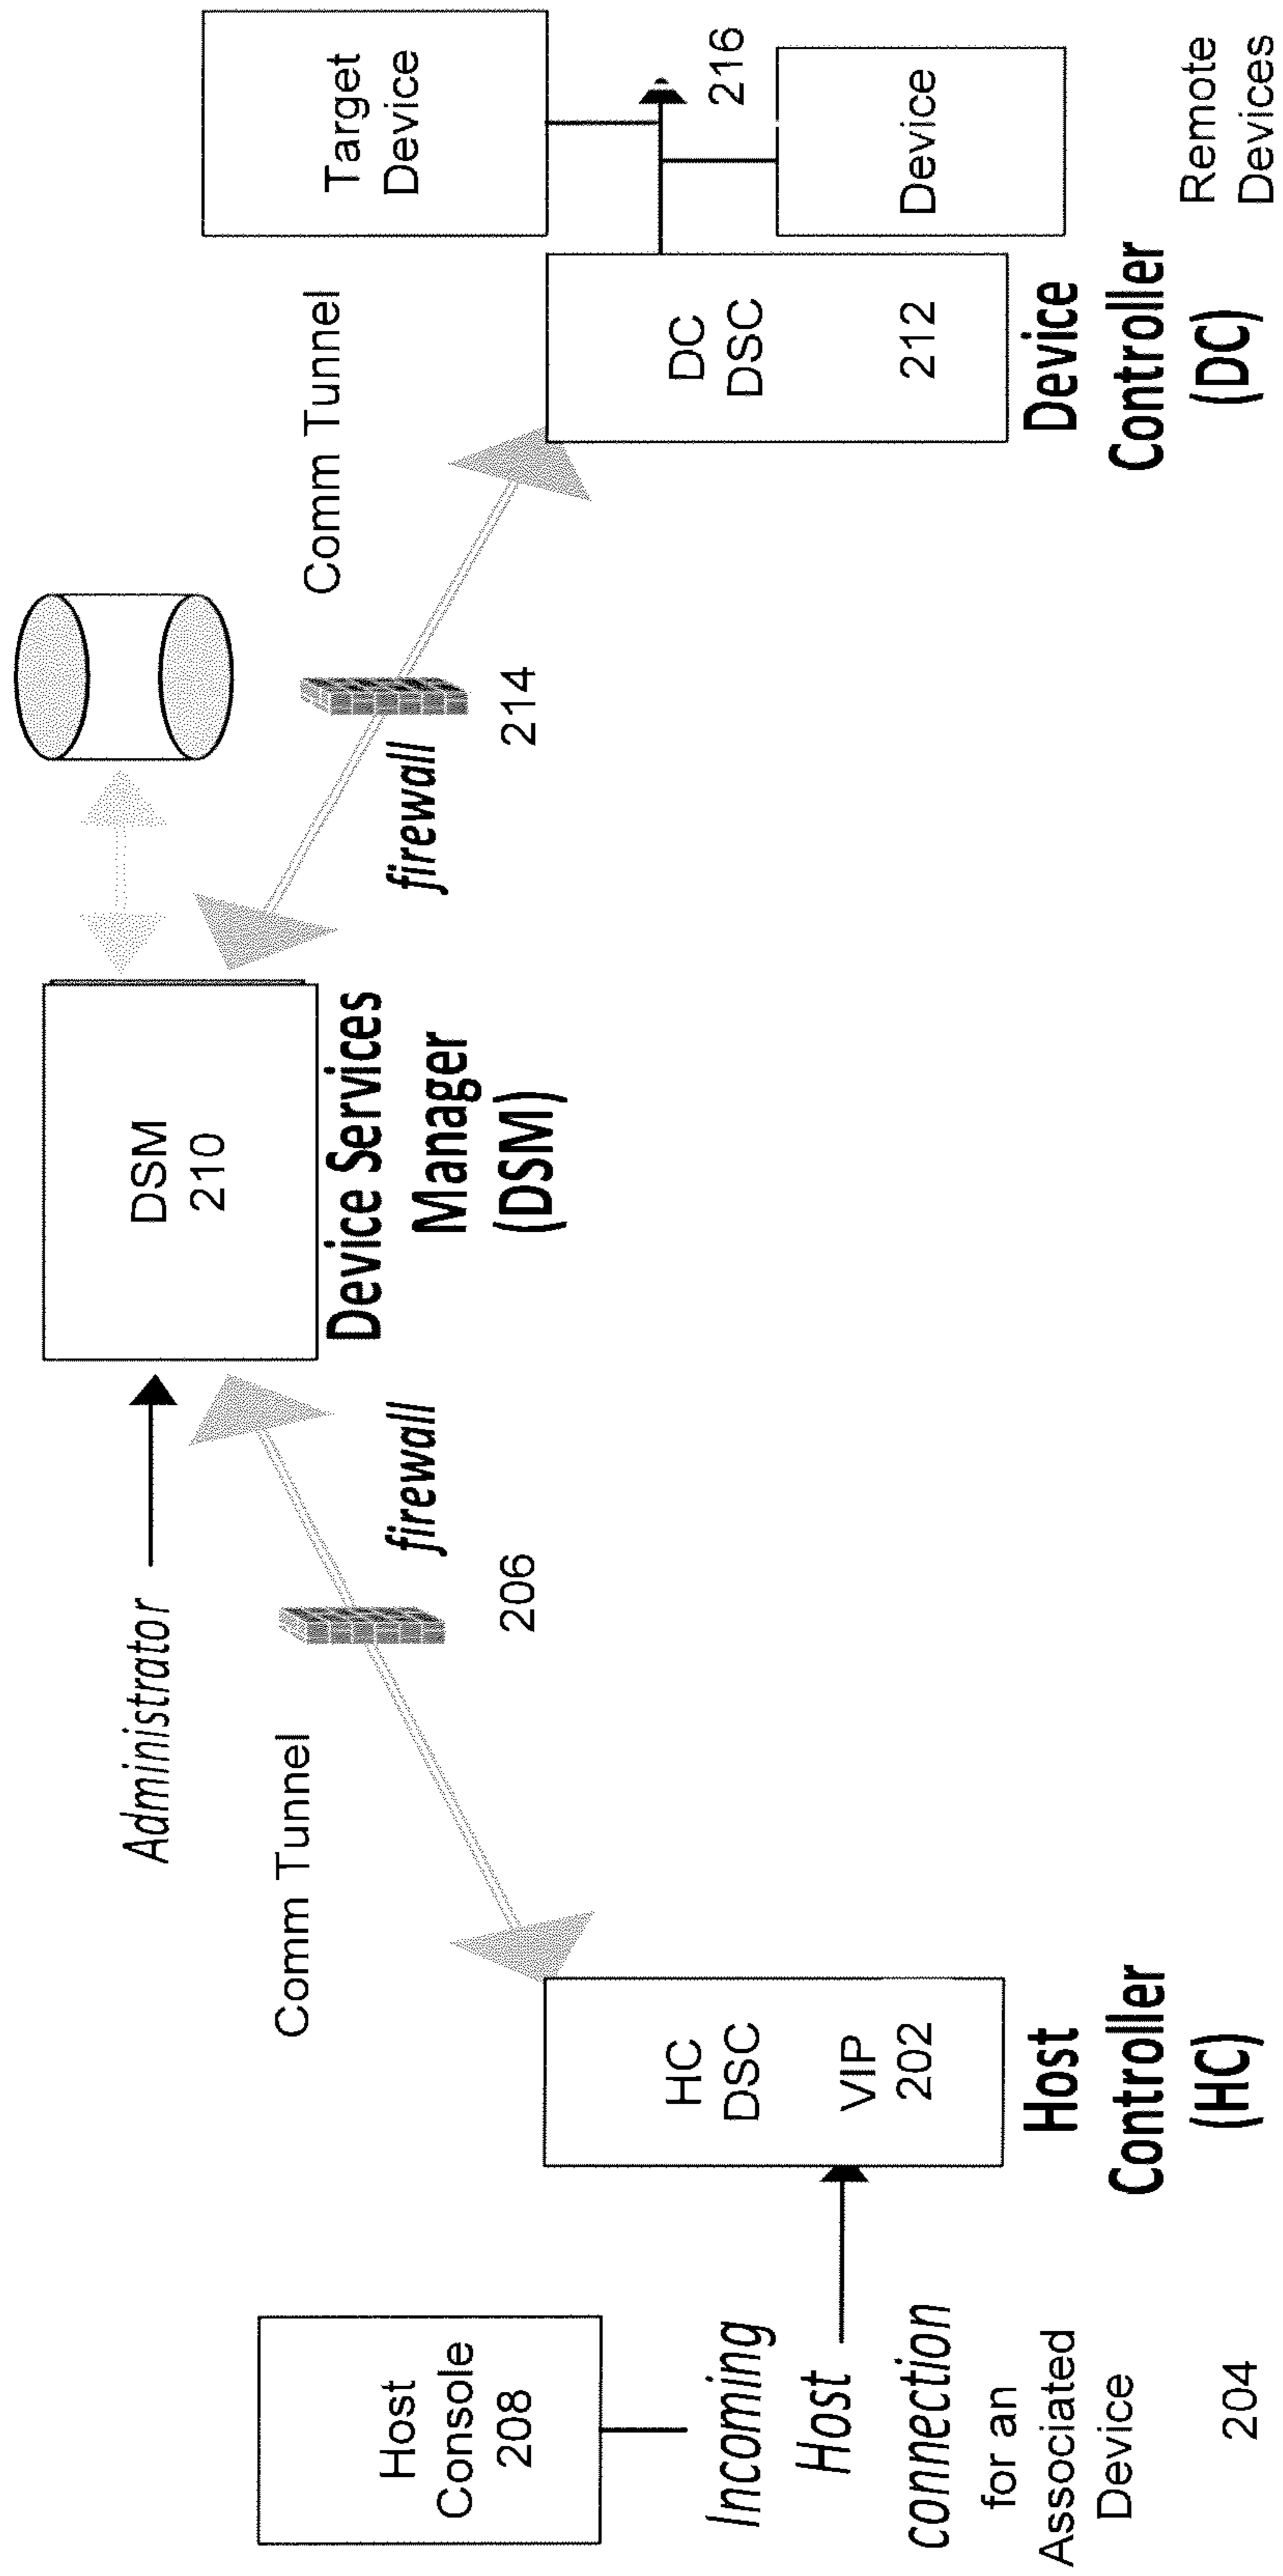 Host
Console
208
Incoming
Host
connection
for an
Associated
Device
204
HC
DSC
VIP
202
Host
Controller
(HC)
Comm Tunnel
firewall
206
Administrator
DSM
210
Device Services
Manager
(DSM)
firewall
214
Comm Tunnel
DC
DSC
212
Device
Controller
(DC)
Target
Device
216
Device
Remote
Devices